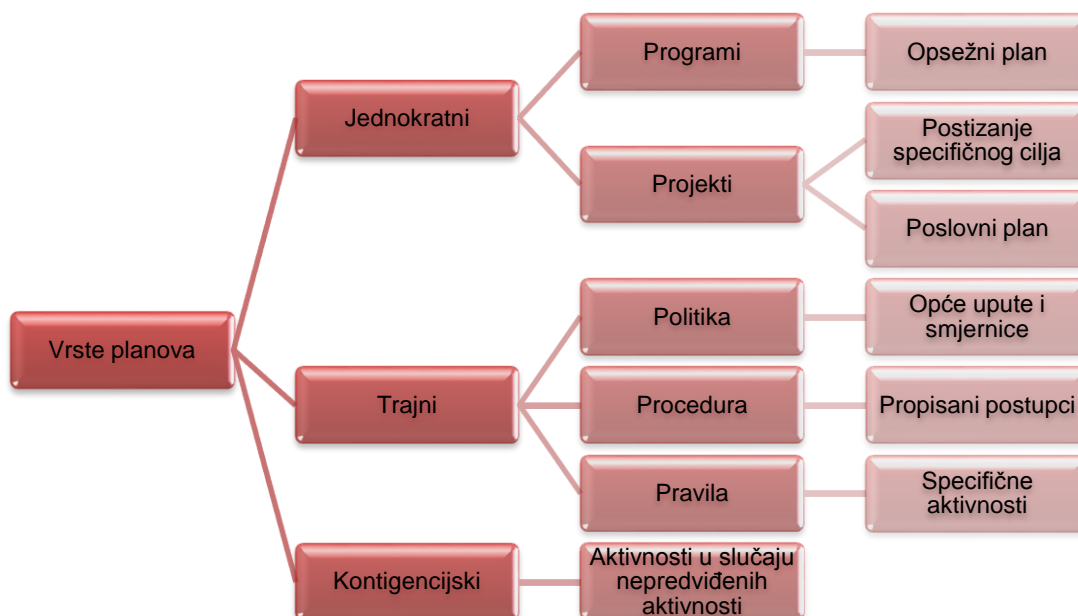 Vrste planova
Jednokratni
Programi
Opsežni plan
Projekti
Postizanje
specifičnog cilja
Poslovni plan
Trajni
Politika
Opće upute i
smjernice
Procedura
Propisani postupci
Pravila
Specifične
aktivnosti
Kontigencijski
Aktivnosti u slučaju
nepredviđenih
aktivnosti